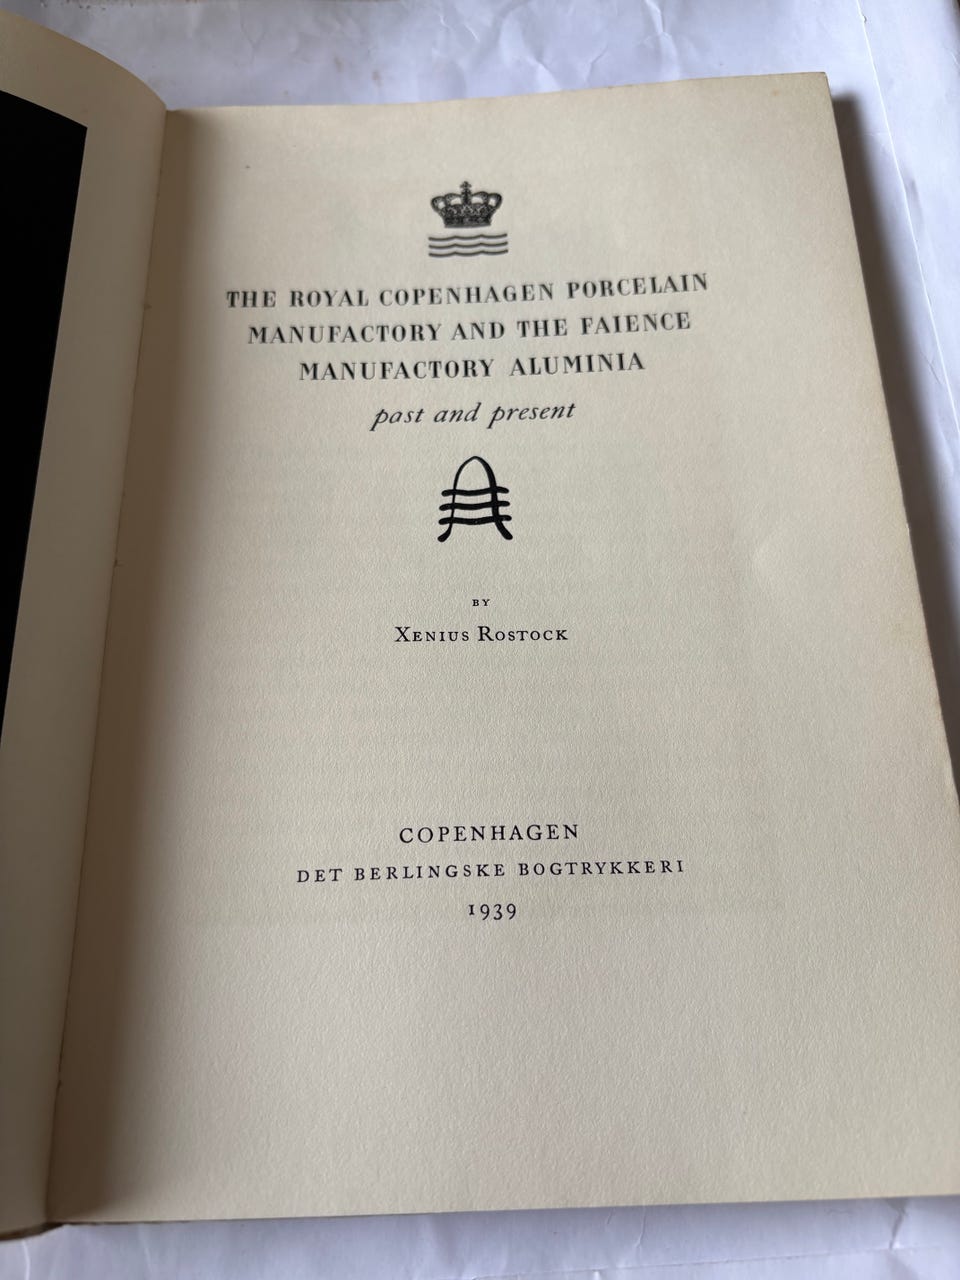 THE ROYAL COPENHAGEN PORCELAIN
MANUFACTORY AND THE FAIENCE
MANUFACTORY ALUMINIA
past and present
BY
XENIUS ROSTOCK
COPENHAGEN
DET BERLINGSKE BOGTRYKKERI
1939